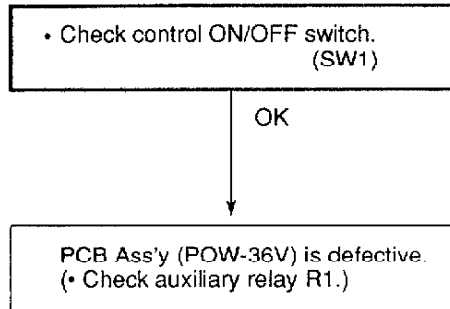 • Check control ON/OFF switch.
(SW1)
OK
PCB Ass'y (POW-36V) is defective.
(• Check auxiliary relay R1.)